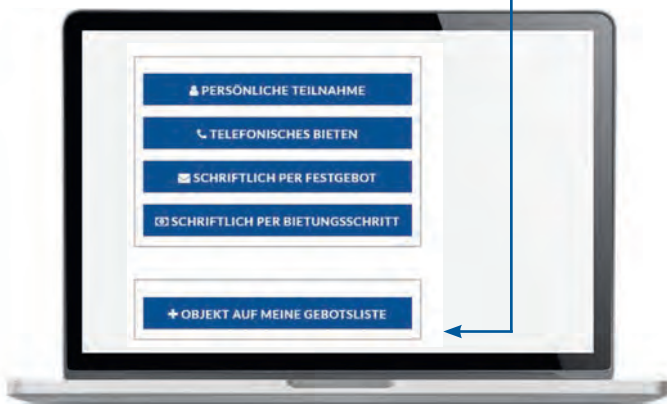 PERSÖNLICHE TEILNAHME
TELEFONISCHES BIETEN
SCHRIFTLICH PER FESTGEBOT
SCHRIFTLICH PER BIETUNGSSCHRITT
+ OBJEKT AUF MEINE GEBOTSLISTE